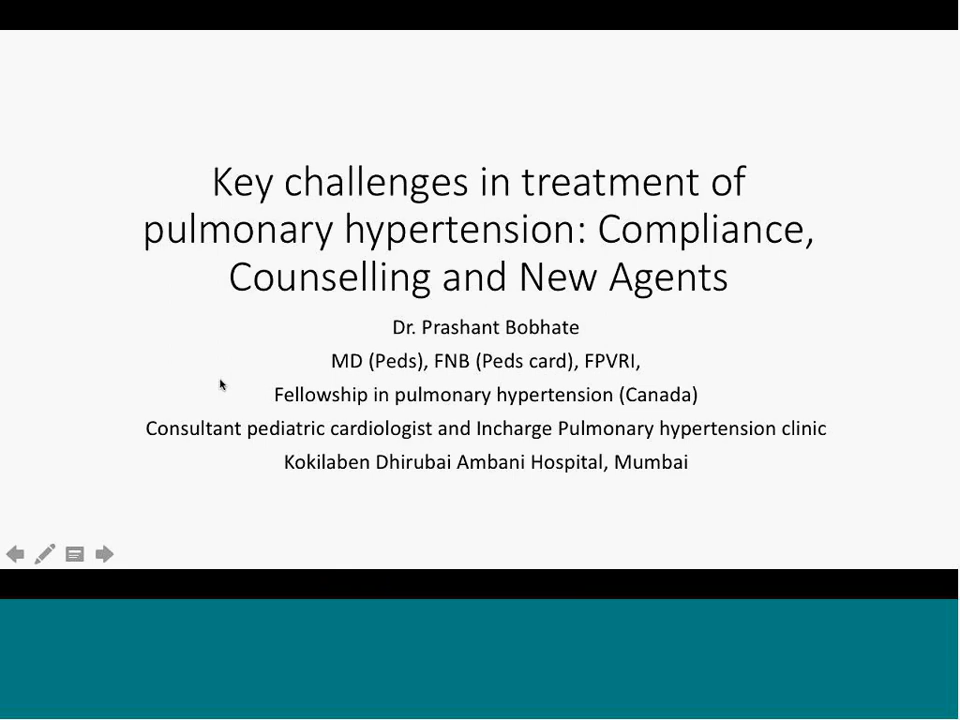 Key challenges in treatment of
pulmonary hypertension: Compliance,
Counselling and New Agents
Dr. Prashant Bobhate
MD (Peds), FNB (Peds card), FPVRI,
Fellowship in pulmonary hypertension (Canada)
Consultant pediatric cardiologist and Incharge Pulmonary hypertension clinic
Kokilaben Dhirubai Ambani Hospital, Mumbai